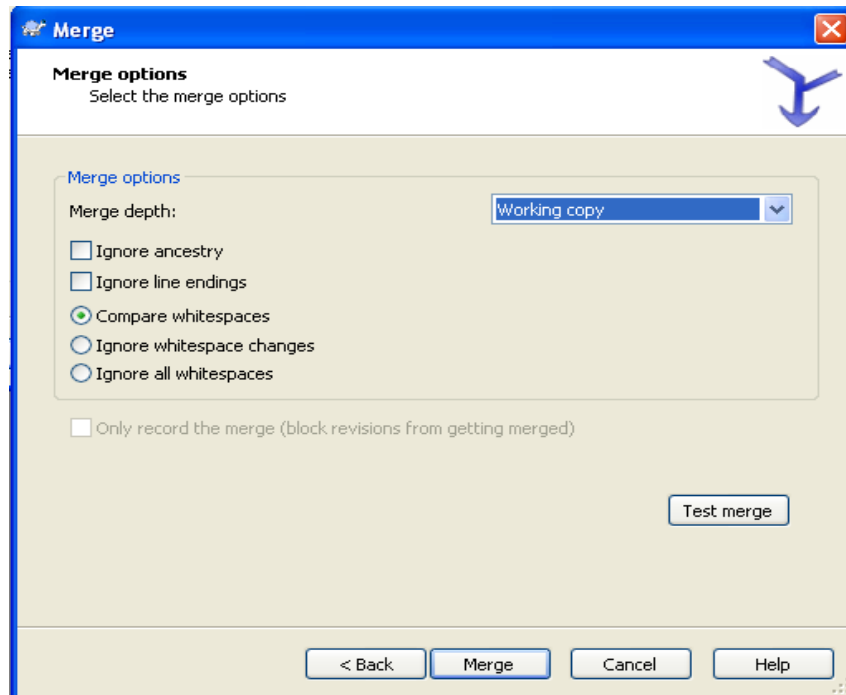 Merge
Merge options
Select the merge options
Merge options
Merge depth: Working copy
Ignore ancestry
Ignore line endings
Compare whitespaces
Ignore whitespace changes
Ignore all whitespaces
Only record the merge (block revisions from getting merged)
Test merge
< Back Merge Cancel Help